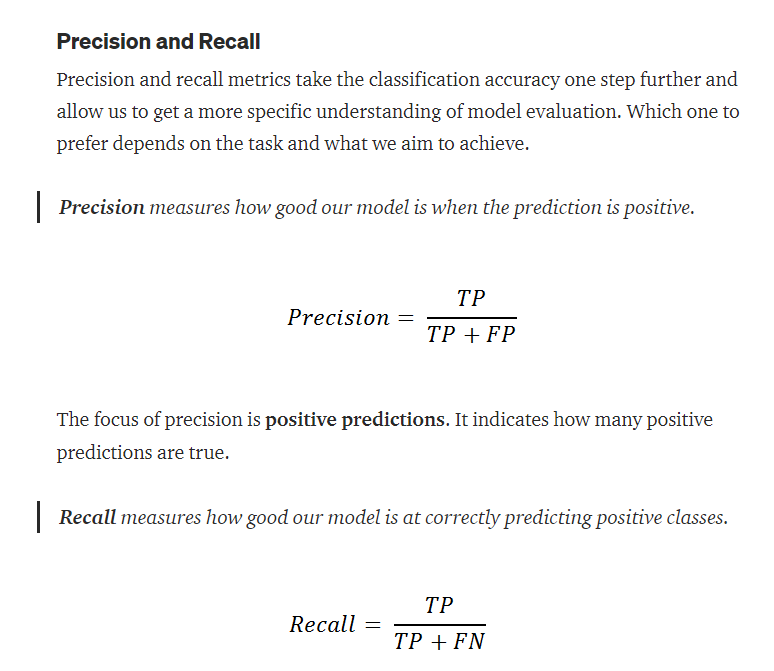 Precision and Recall
Precision and recall metrics take the classification accuracy one step further and
allow us to get a more specific understanding of model evaluation. Which one to
prefer depends on the task and what we aim to achieve.
Precision measures how good our model is when the prediction is positive.
Precision = TP / TP + FP
The focus of precision is positive predictions. It indicates how many positive
predictions are true.
Recall measures how good our model is at correctly predicting positive classes.
Recall = TP / TP + FN